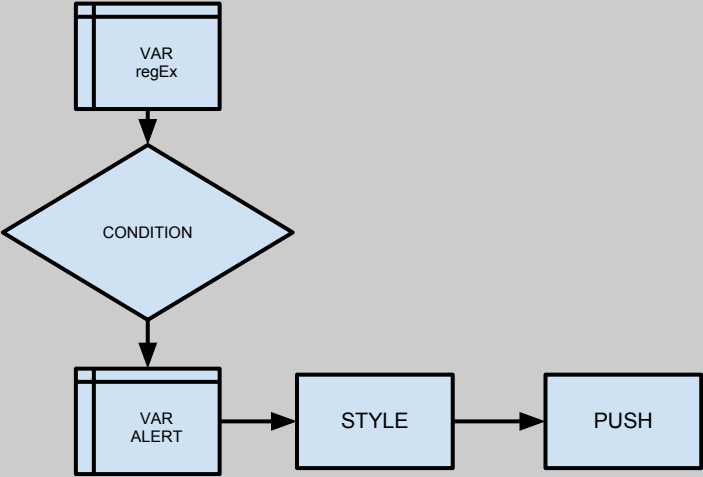 VAR
regEx
CONDITION
VAR
ALERT
STYLE
PUSH